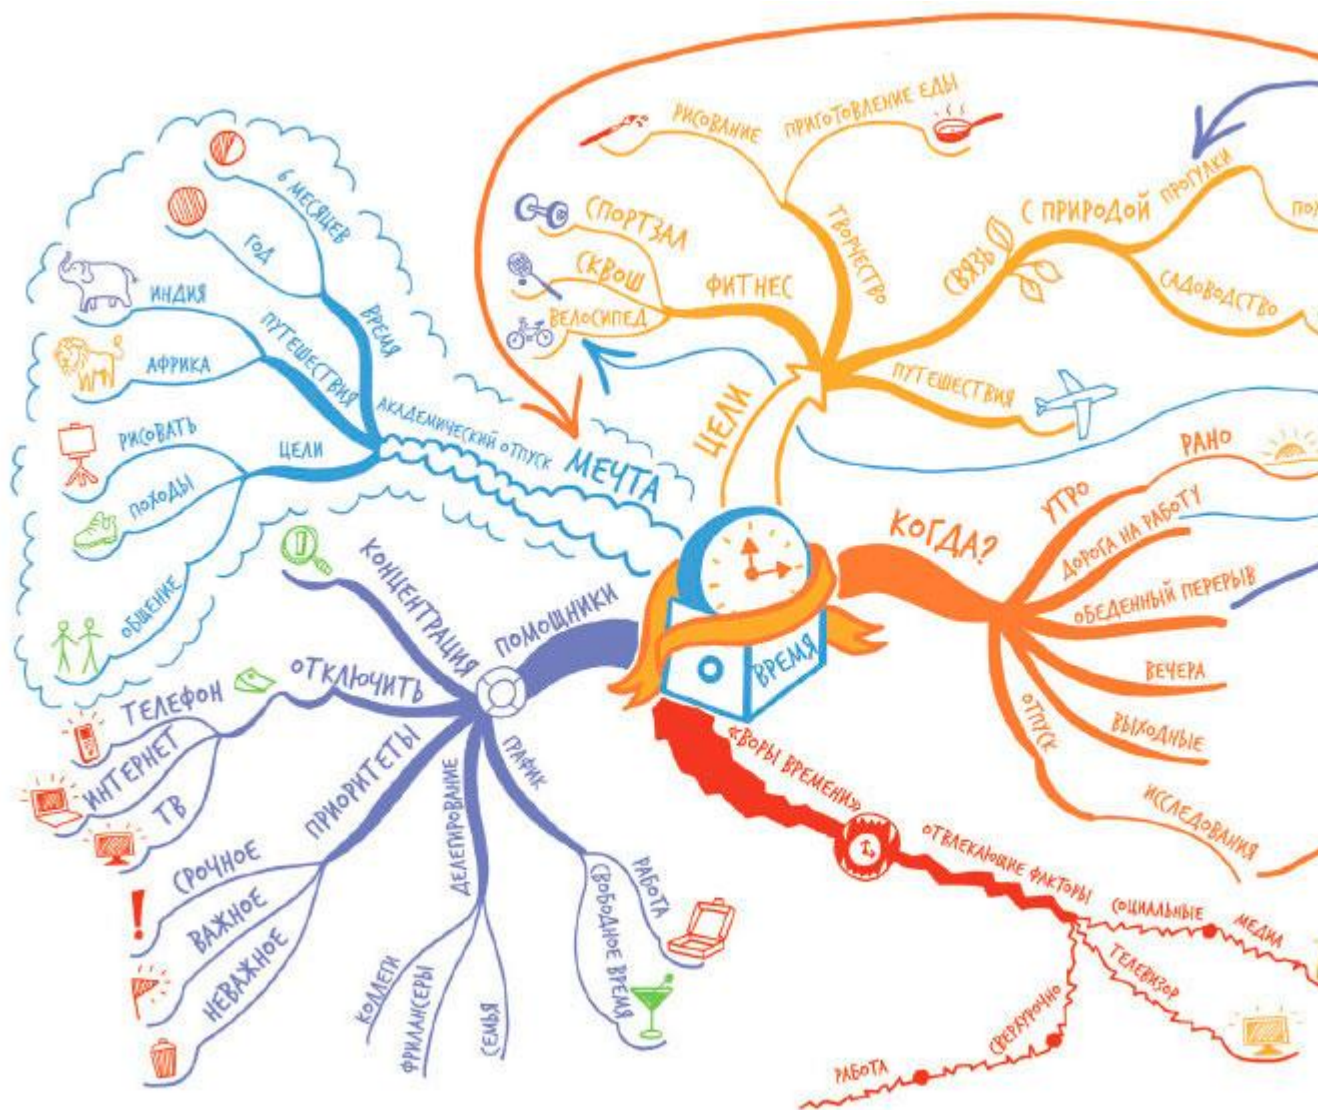 ВРЕМЯ
МЕЧТА
АКАДЕМИЧЕСКИЙ ОТПУСК
ВРЕМЯ
6 МЕСЯЦЕВ
ГОД
ПУТЕШЕСТВИЯ
ИНДИЯ
АФРИКА
ЦЕЛИ
РИСОВАТЬ
ПОХОДЫ
ОБЩЕНИЕ
ЦЕЛИ
ФИТНЕС
СПОРТЗАЛ
СКВОШ
ВЕЛОСИПЕД
ТВОРЧЕСТВО
РИСОВАНИЕ
ПРИГОТОВЛЕНИЕ ЕДЫ
СВЯЗЬ С ПРИРОДОЙ
ПРОГУЛКИ
САДОВОДСТВО
ПУТЕШЕСТВИЯ
КОГДА?
УТРО
РАНО
ДОРОГА НА РАБОТУ
ОБЕДЕННЫЙ ПЕРЕРЫВ
ВЕЧЕРА
ВЫХОДНЫЕ
ОТПУСК
ИССЛЕДОВАНИЯ
«ВОРЫ ВРЕМЕНИ»
ОТВЛЕКАЮЩИЕ ФАКТОРЫ
СОЦИАЛЬНЫЕ МЕДИА
ТЕЛЕВИЗОР
СВЕРХУРОЧНО
РАБОТА
ПОМОЩНИКИ
КОНЦЕНТРАЦИЯ
ОТКЛЮЧИТЬ
ТЕЛЕФОН
ИНТЕРНЕТ
ТВ
ПРИОРИТЕТЫ
СРОЧНОЕ
ВАЖНОЕ
НЕВАЖНОЕ
ДЕЛЕГИРОВАНИЕ
КОЛЛЕГИ
ФРИЛАНСЕРЫ
СЕМЬЯ
ГРАФИК
РАБОТА
СВОБОДНОЕ ВРЕМЯ